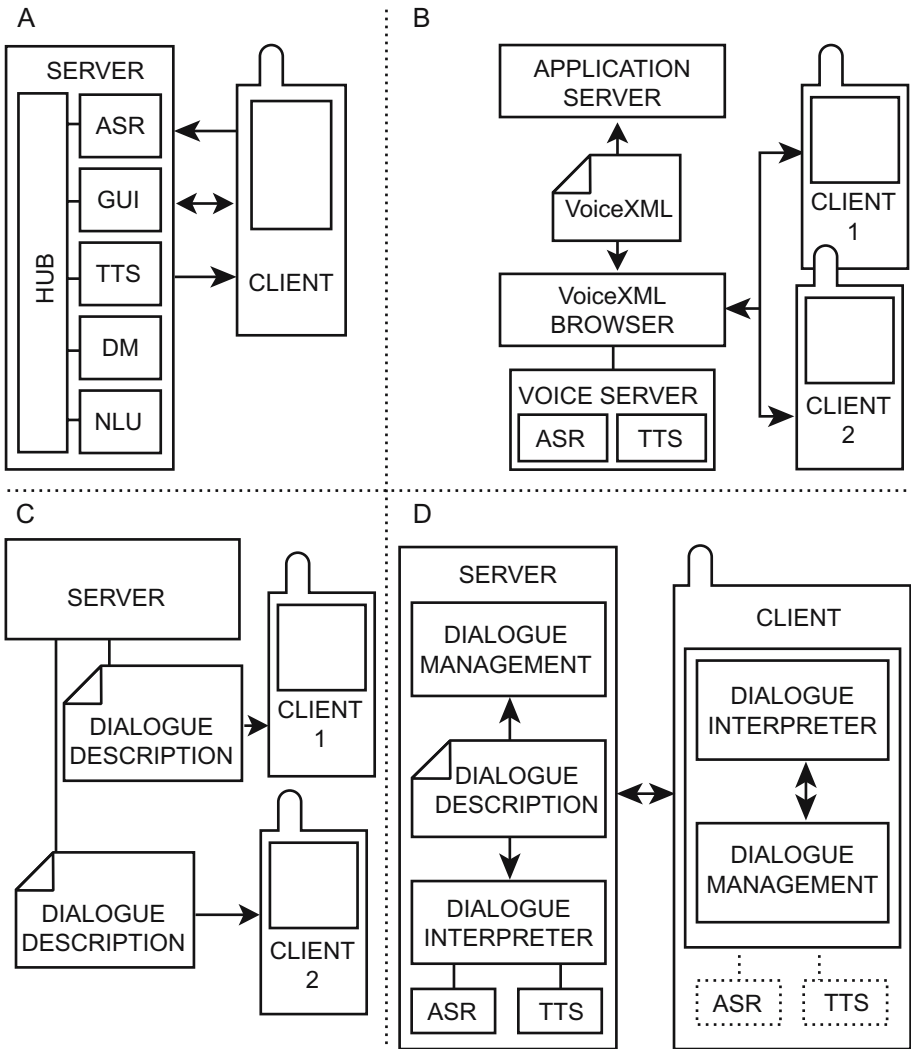 A
SERVER
HUB
ASR
GUI
TTS
DM
NLU
CLIENT
B
APPLICATION
SERVER
VoiceXML
VoiceXML
BROWSER
VOICE SERVER
ASR
TTS
CLIENT
1
CLIENT
2
C
SERVER
DIALOGUE
DESCRIPTION
CLIENT
1
DIALOGUE
DESCRIPTION
CLIENT
2
D
SERVER
DIALOGUE
MANAGEMENT
DIALOGUE
DESCRIPTION
DIALOGUE
INTERPRETER
ASR
TTS
CLIENT
DIALOGUE
INTERPRETER
DIALOGUE
MANAGEMENT
ASR
TTS